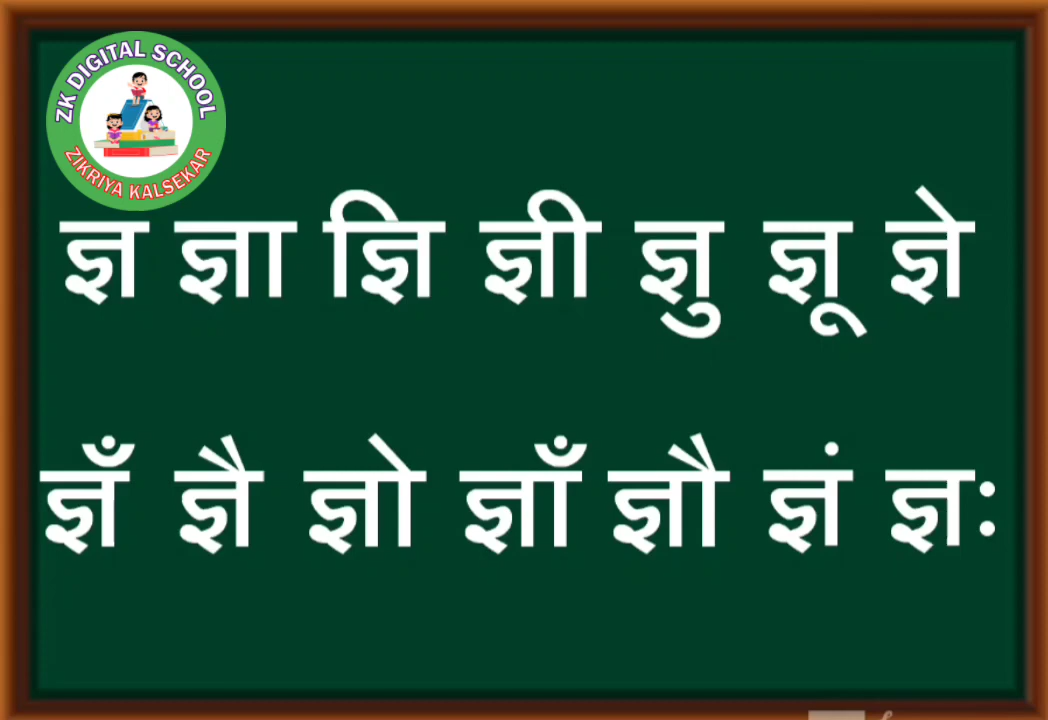 ZK DIGITAL SCHOOL
ZIKRIYA KALSEKAR
ज्ञ ज्ञा ज्ञि ज्ञी ज्ञु ज्ञू ज्ञे
ज्ञँ ज्ञै ज्ञो ज्ञाँ ज्ञौ ज्ञं ज्ञः